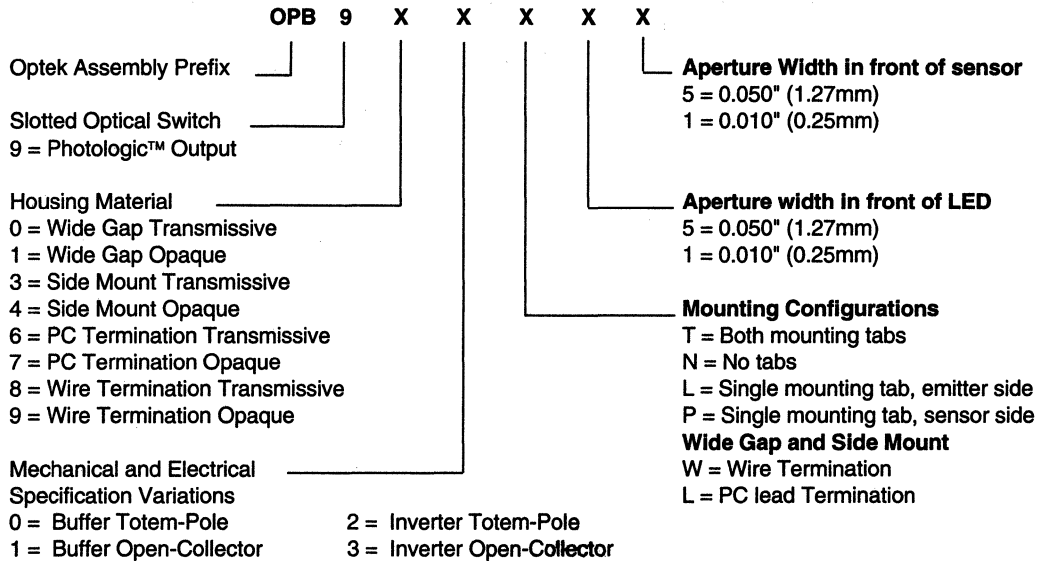 OPB 9 X X X X X
Optek Assembly Prefix
Slotted Optical Switch
9 = Photologic™ Output
Housing Material
0 = Wide Gap Transmissive
1 = Wide Gap Opaque
3 = Side Mount Transmissive
4 = Side Mount Opaque
6 = PC Termination Transmissive
7 = PC Termination Opaque
8 = Wire Termination Transmissive
9 = Wire Termination Opaque
Mechanical and Electrical
Specification Variations
0 = Buffer Totem-Pole
1 = Buffer Open-Collector
2 = Inverter Totem-Pole
3 = Inverter Open-Collector
Aperture Width in front of sensor
5 = 0.050" (1.27mm)
1 = 0.010" (0.25mm)
Aperture width in front of LED
5 = 0.050" (1.27mm)
1 = 0.010" (0.25mm)
Mounting Configurations
T = Both mounting tabs
N = No tabs
L = Single mounting tab, emitter side
P = Single mounting tab, sensor side
Wide Gap and Side Mount
W = Wire Termination
L = PC lead Termination